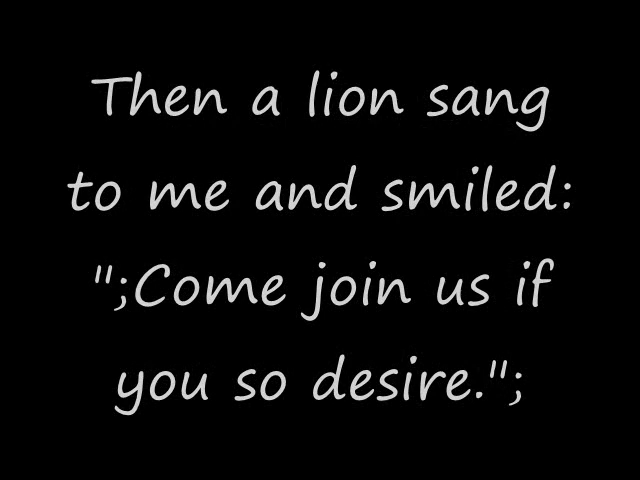 Then a lion sang
to me and smiled:
";Come join us if
you so desire.";